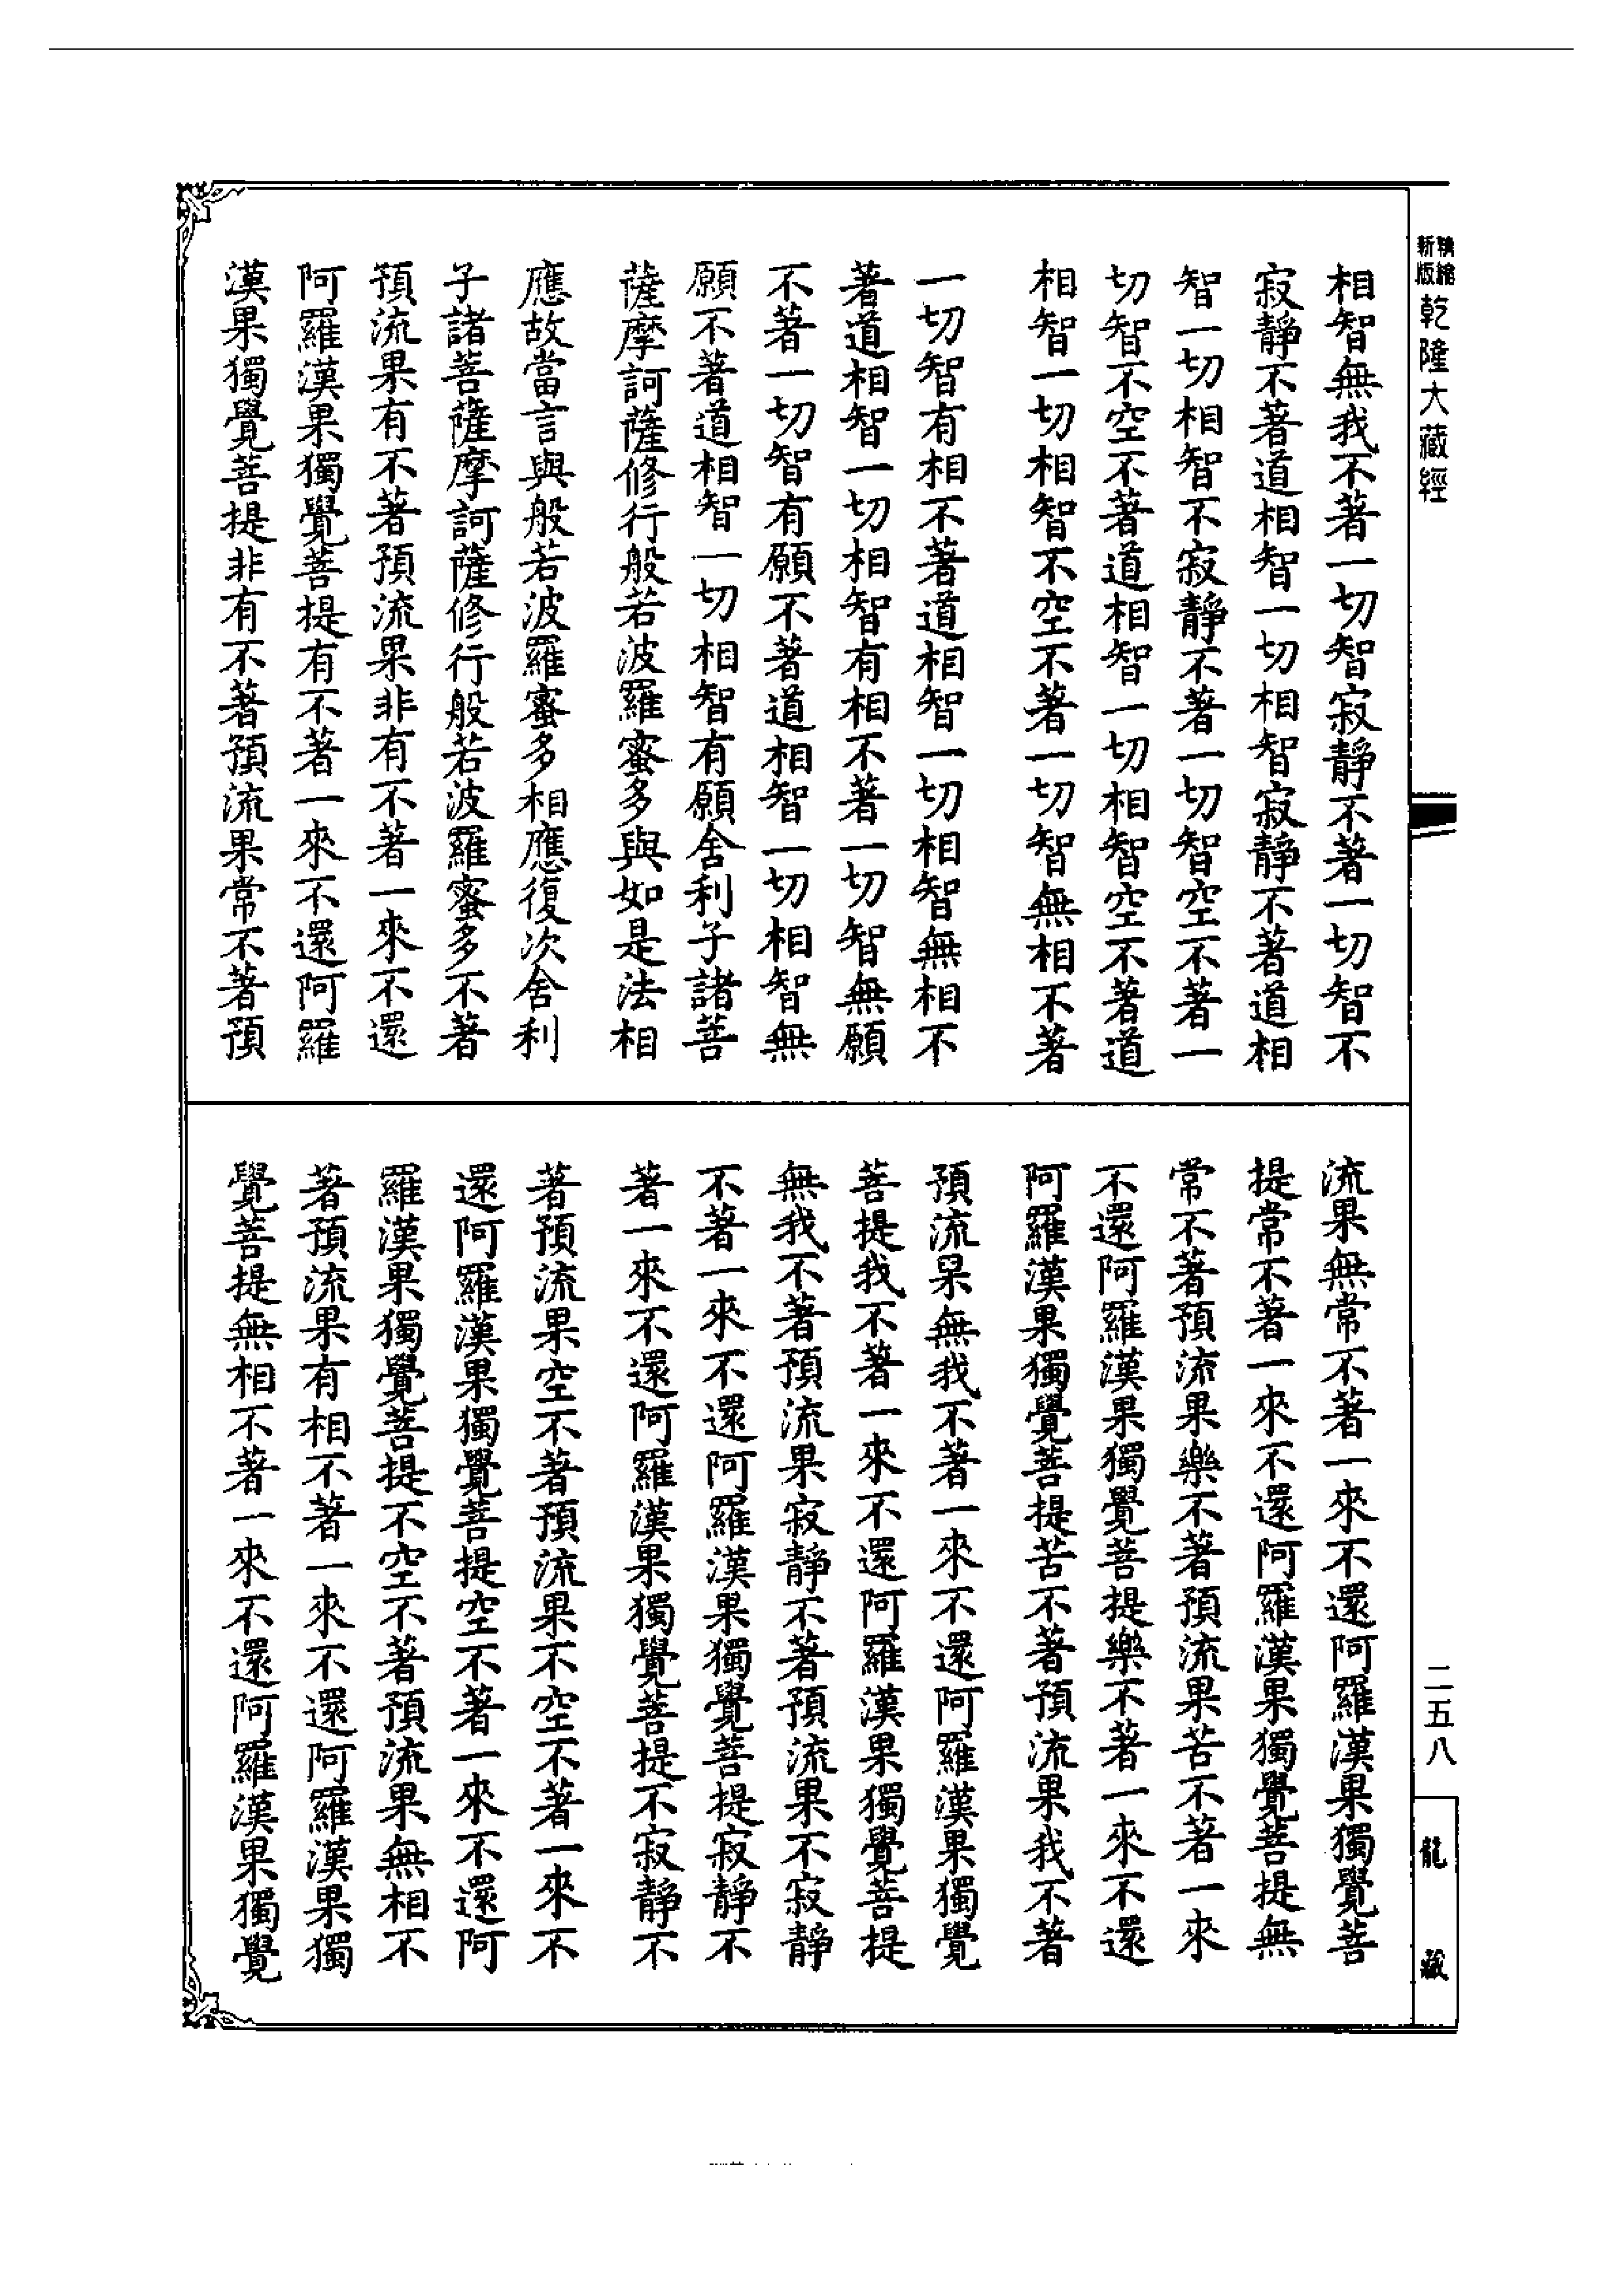 新版 精縮 乾隆大藏經
相智無我不著一切智寂靜不著一切智不
寂靜不著道相智一切相智寂靜不著道相
智一切相智不寂靜不著一切智空不著一
切智不空不著道相智一切相智空不著道
相智一切相智不空不著一切智無相不著
一切智有相不著道相智一切相智無相不
著道相智一切相智有相不著一切智無願
不著一切智有願不著道相智一切相智無
願不著道相智一切相智有願舍利子諸菩
薩摩訶薩修行般若波羅蜜多與如是法相
應故當言與般若波羅蜜多相應復次舍利
子諸菩薩摩訶薩修行般若波羅蜜多不著
預流果有不著預流果非有不著一來不還
阿羅漢果獨覺菩提有不著一來不還阿羅
漢果獨覺菩提非有不著預流果常不著預
流果無常不著一來不還阿羅漢果獨覺菩
提常不著一來不還阿羅漢果獨覺菩提無
常不著預流果樂不著預流果苦不著一來
不還阿羅漢果獨覺菩提樂不著一來不還
阿羅漢果獨覺菩提苦不著預流果我不著
預流果無我不著一來不還阿羅漢果獨覺
菩提我不著一來不還阿羅漢果獨覺菩提
無我不著預流果寂靜不著預流果不寂靜
不著一來不還阿羅漢果獨覺菩提寂靜不
著一來不還阿羅漢果獨覺菩提不寂靜不
著預流果空不著預流果不空不著一來不
還阿羅漢果獨覺菩提空不著一來不還阿
羅漢果獨覺菩提不空不著預流果無相不
著預流果有相不著一來不還阿羅漢果獨
覺菩提無相不著一來不還阿羅漢果獨覺
二五八
龍藏